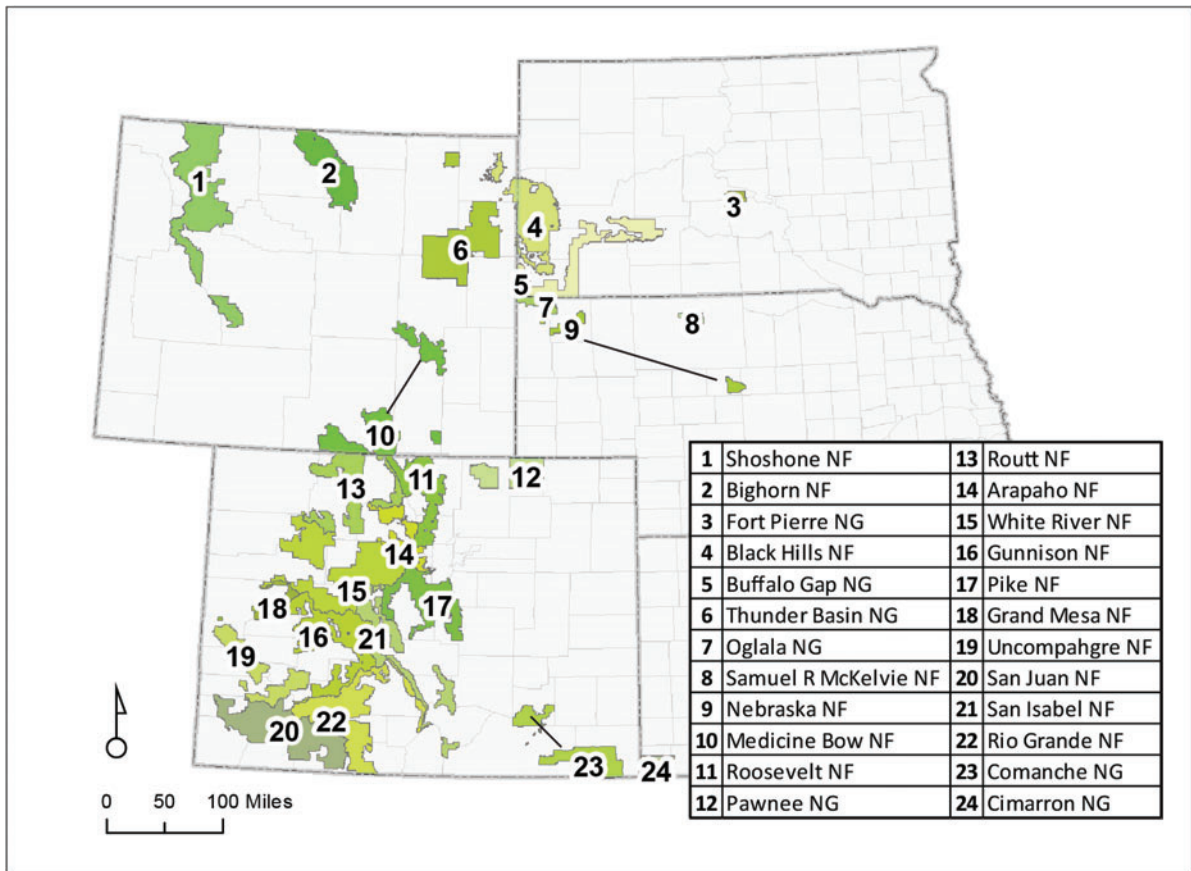 1
2
3
4
6
5
7
9
8
10
11
12
13
14
15
18
17
16
21
19
20
22
23
24
0 50 100 Miles
1 Shoshone NF 13 Routt NF
2 Bighorn NF 14 Arapaho NF
3 Fort Pierre NG 15 White River NF
4 Black Hills NF 16 Gunnison NF
5 Buffalo Gap NG 17 Pike NF
6 Thunder Basin NG 18 Grand Mesa NF
7 Oglala NG 19 Uncompahgre NF
8 Samuel R McKelvie NF 20 San Juan NF
9 Nebraska NF 21 San Isabel NF
10 Medicine Bow NF 22 Rio Grande NF
11 Roosevelt NF 23 Comanche NG
12 Pawnee NG 24 Cimarron NG